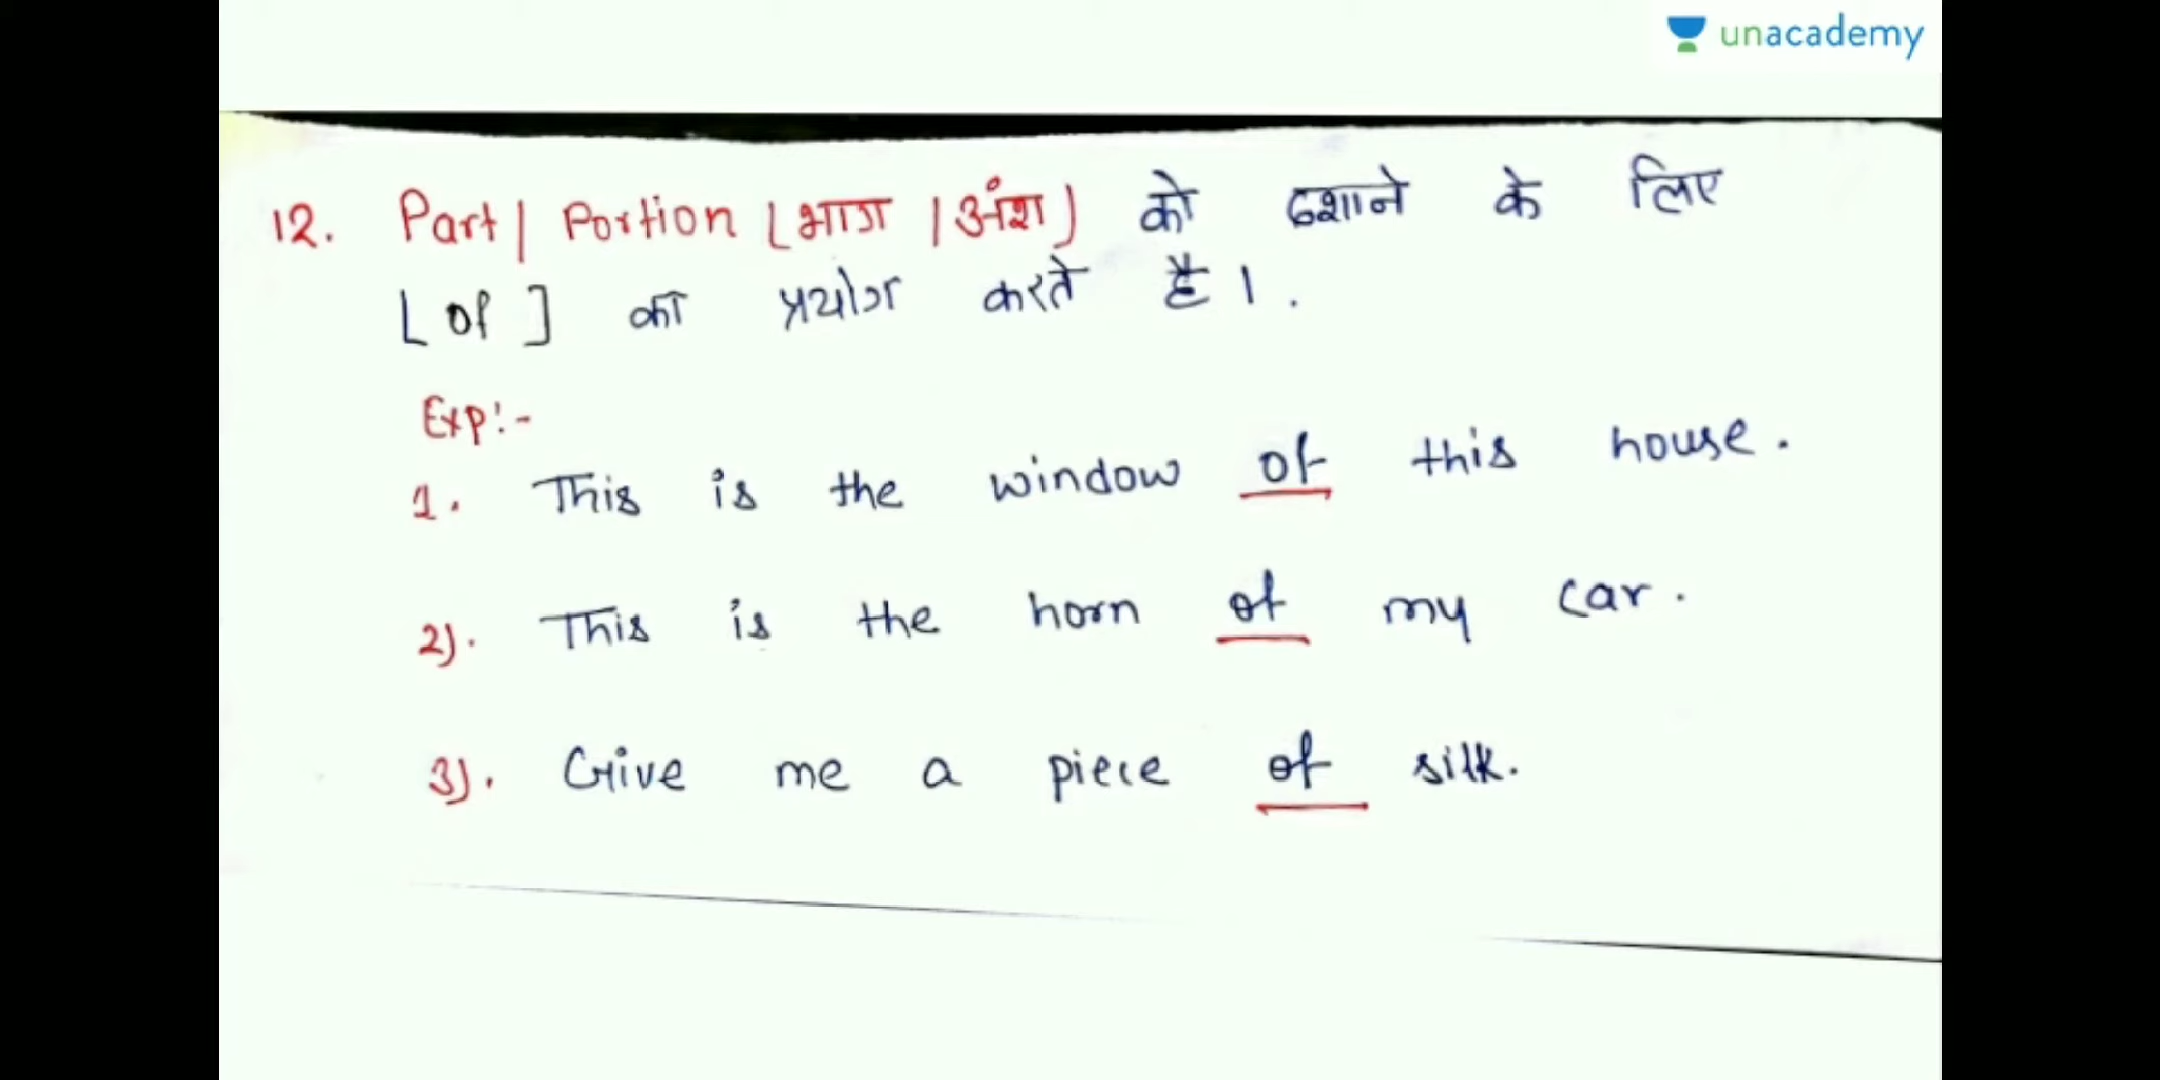 unacademy
12. Part | Portion [भाग | अंश] को दशाने के लिए
[of] का प्रयोग करते है ।.
Exp:-
1. This is the window of this house.
2). This is the horn of my car.
3). Give me a piece of silk.